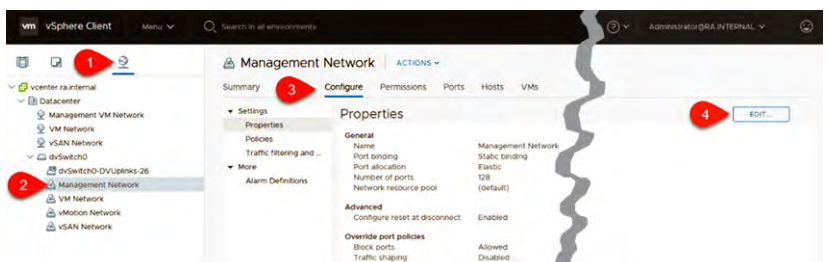 vm vSphere Client Menu Search in all environments Administrator@RA.INTERNAL
1
Management Network ACTIONS
vcenter.ra.internal
Summary 3 Configure Permissions Ports Hosts VMs
Datacenter
Management VM Network
VM Network
vSAN Network
dvSwitch0
dvSwitch0-DVUplinks-26
2 Management Network
VM Network
vMotion Network
vSAN Network
Settings
Properties
Policies
Traffic filtering and ...
More
Alarm Definitions
Properties 4 EDIT...
General
Name Management Network
Port binding Static binding
Port allocation Elastic
Number of ports 128
Network resource pool (default)
Advanced
Configure reset at disconnect Enabled
Override port policies
Block ports Allowed
Traffic shaping Disabled